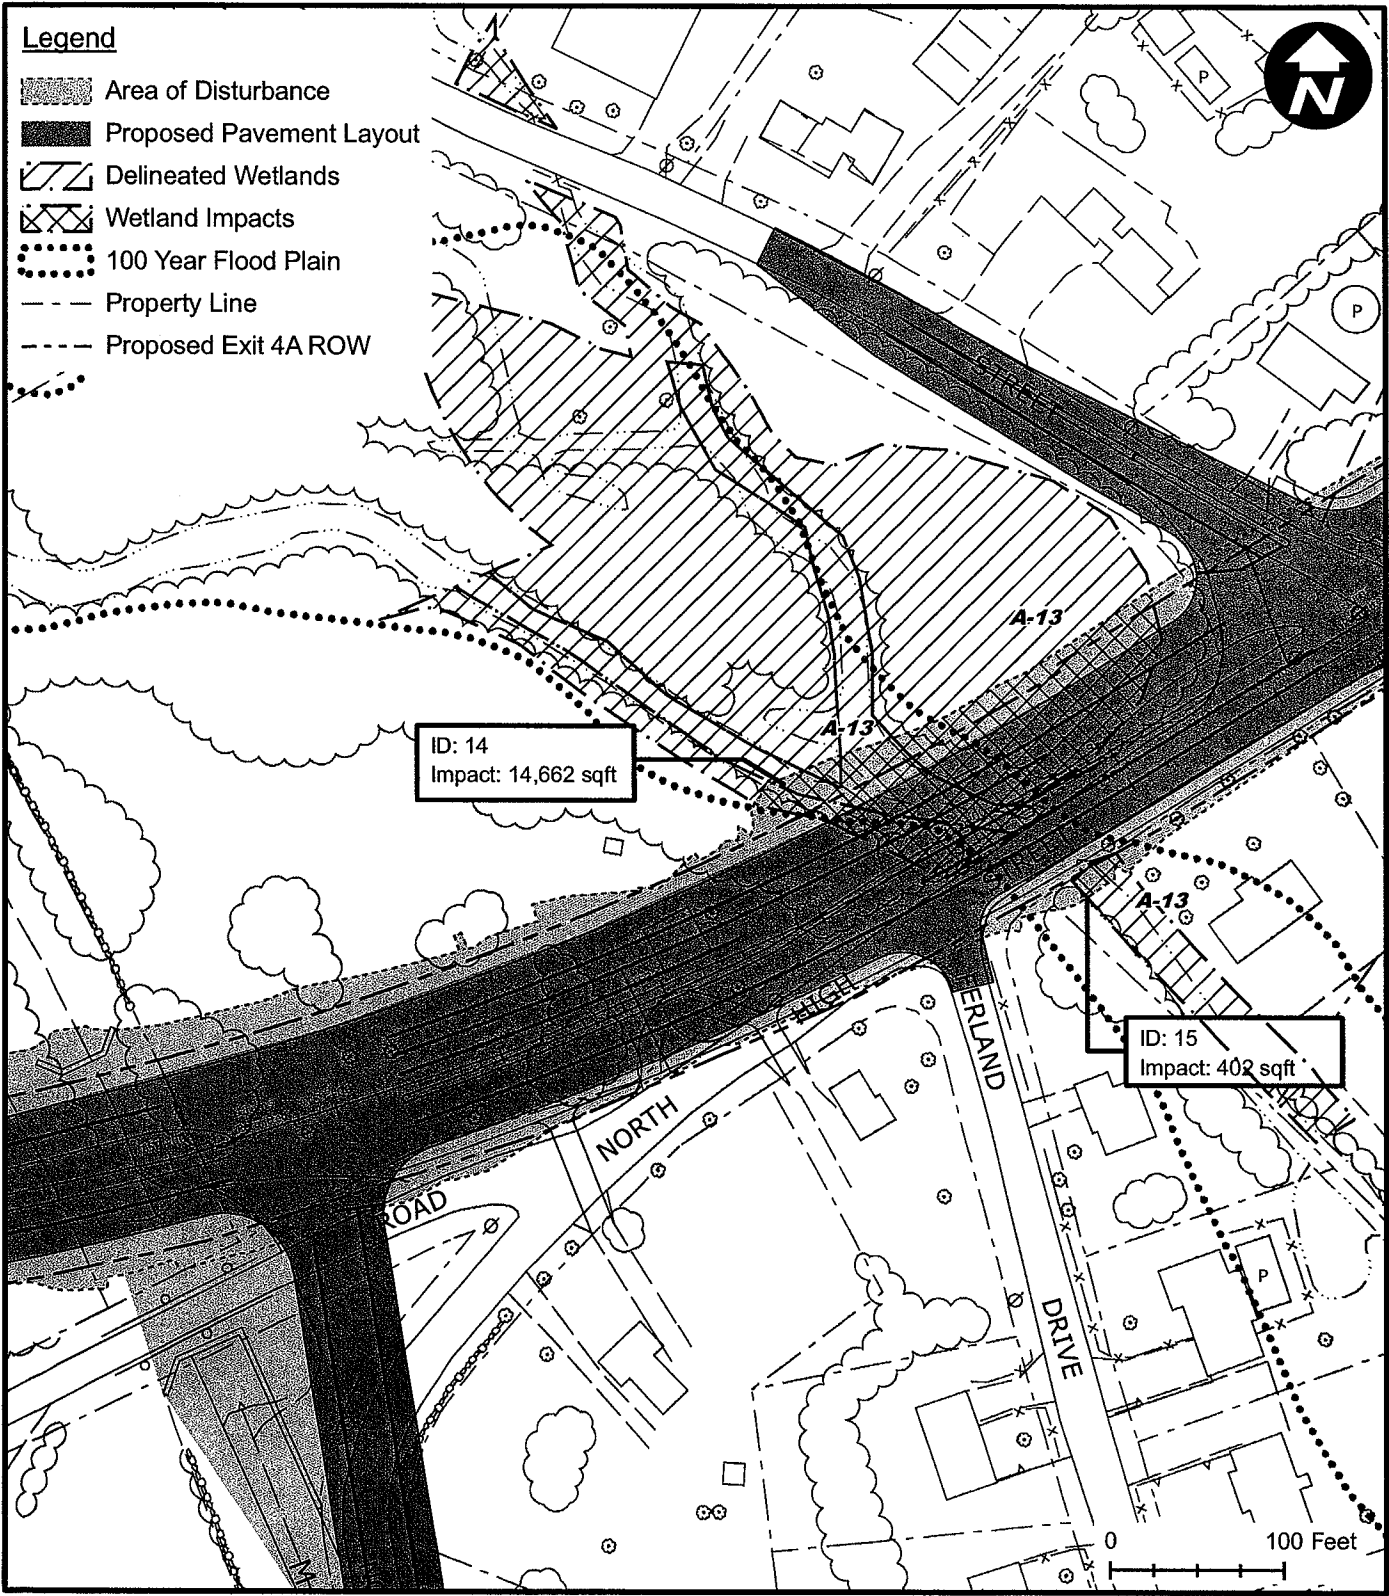 Legend
Area of Disturbance
Proposed Pavement Layout
Delineated Wetlands
Wetland Impacts
100 Year Flood Plain
Property Line
Proposed Exit 4A ROW
N
P
P
STREET
A-13
A-13
ID: 14
Impact: 14,662 sqft
STREET
A-13
HIGH
ERLAND
ID: 15
Impact: 402 sqft
NORTH
ROAD
P
DRIVE
M
0 100 Feet